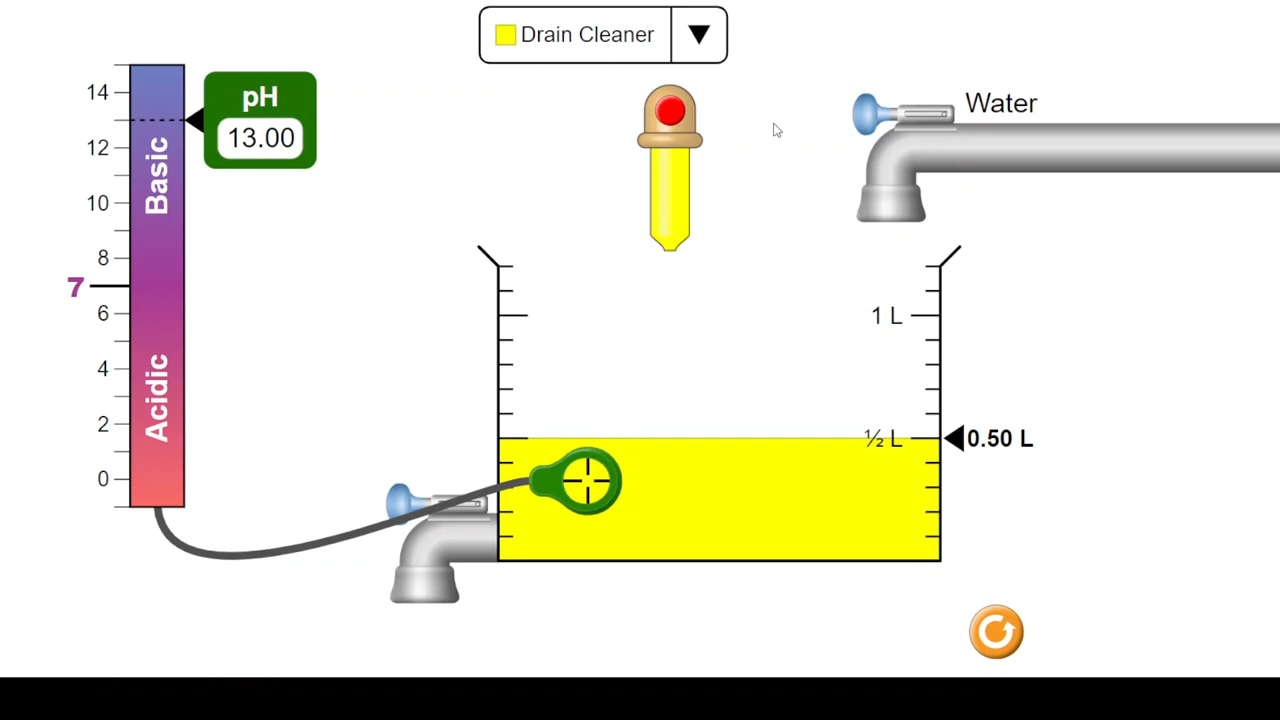 Drain Cleaner
Water
pH
13.00
14
12
10
8
7
6
4
2
0
Basic
Acidic
1 L
½ L
0.50 L